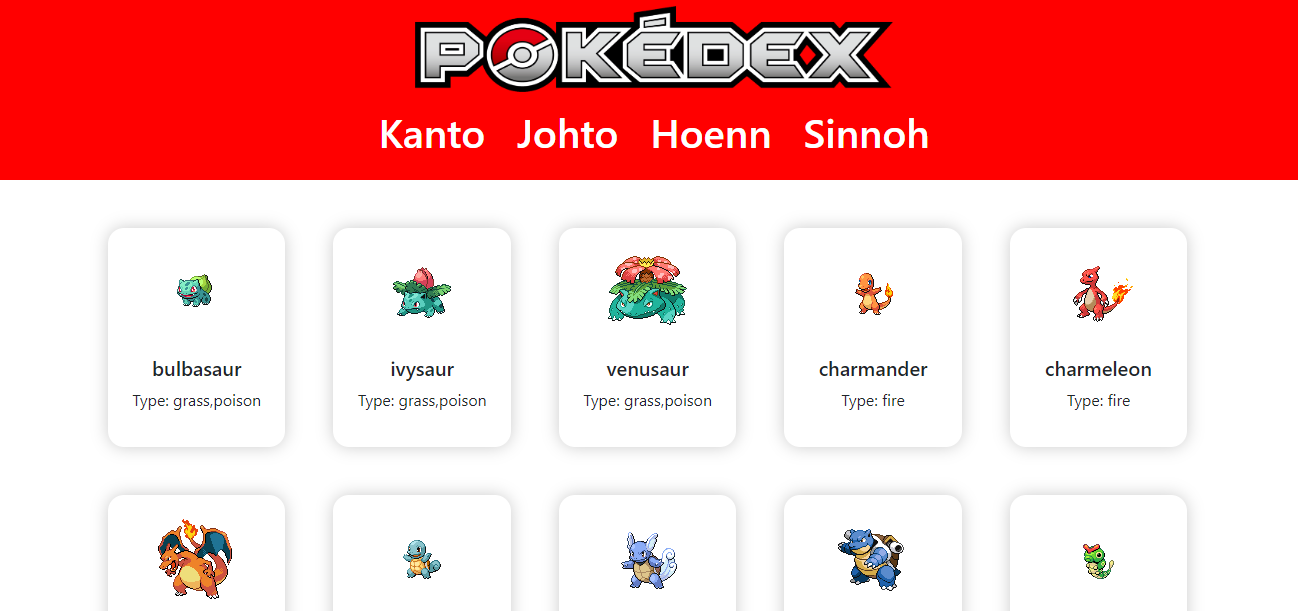 POKÉDEX
Kanto Johto Hoenn Sinnoh
bulbasaur ivysaur venusaur charmander charmeleon
Type: grass,poison Type: grass,poison Type: grass,poison Type: fire Type: fire